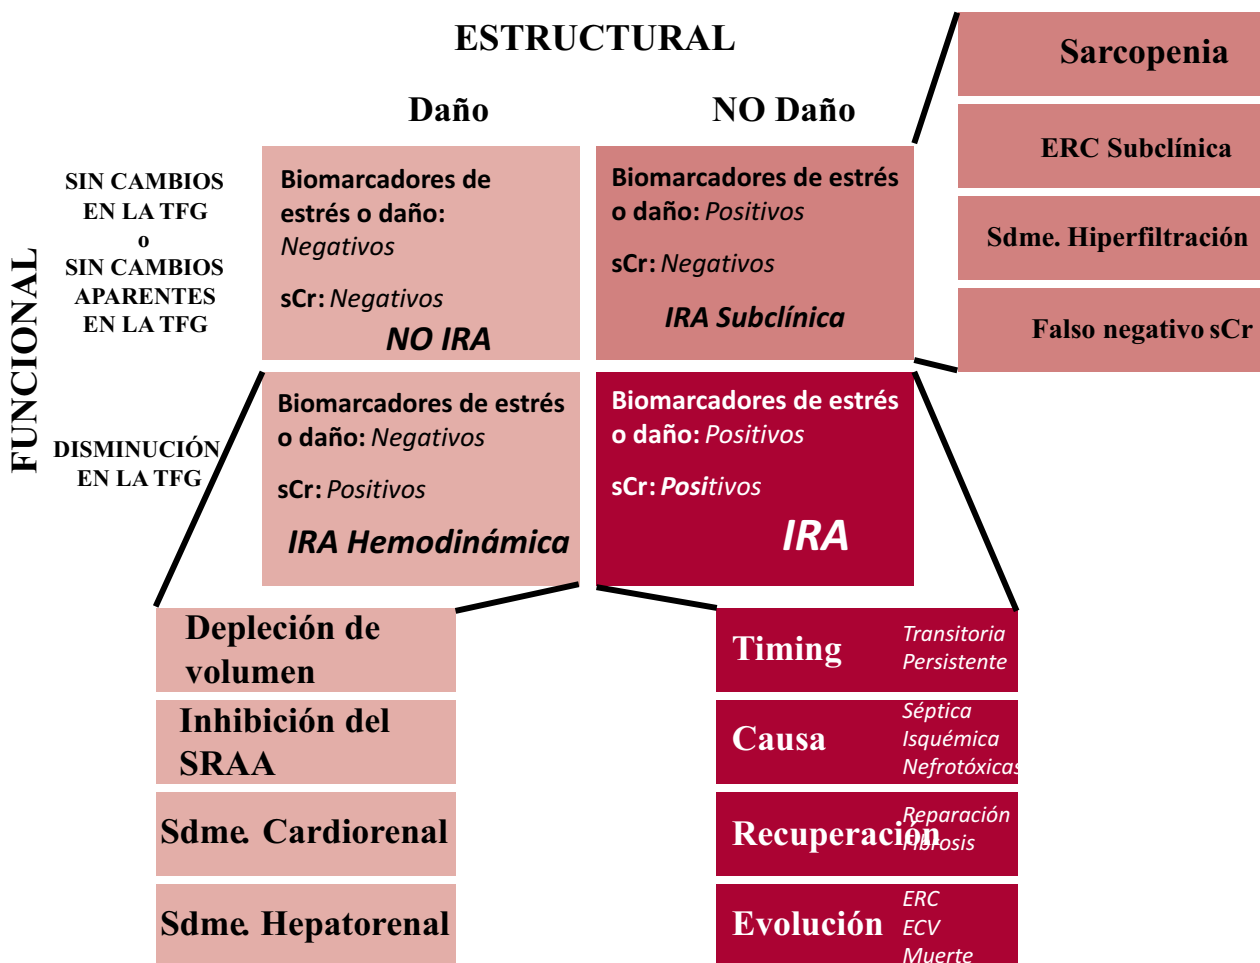 ESTRUCTURAL
Daño
NO Daño
FUNCIONAL
SIN CAMBIOS
EN LA TFG
o
SIN CAMBIOS
APARENTES
EN LA TFG
Biomarcadores de
estrés o daño:
Negativos
sCr: Negativos
NO IRA
Biomarcadores de estrés
o daño: Positivos
sCr: Negativos
IRA Subclínica
Sarcopenia
ERC Subclínica
Sdme. Hiperfiltración
Falso negativo sCr
DISMINUCIÓN
EN LA TFG
Biomarcadores de estrés
o daño: Negativos
sCr: Positivos
IRA Hemodinámica
Biomarcadores de estrés
o daño: Positivos
sCr: Positivos
IRA
Depleción de
volumen
Inhibición del
SRAA
Sdme. Cardiorenal
Sdme. Hepatorenal
Timing
Transitoria
Persistente
Causa
Séptica
Isquémica
Nefrotóxicas
Recuperación
Reparación
Fibrosis
Evolución
ERC
ECV
Muerte